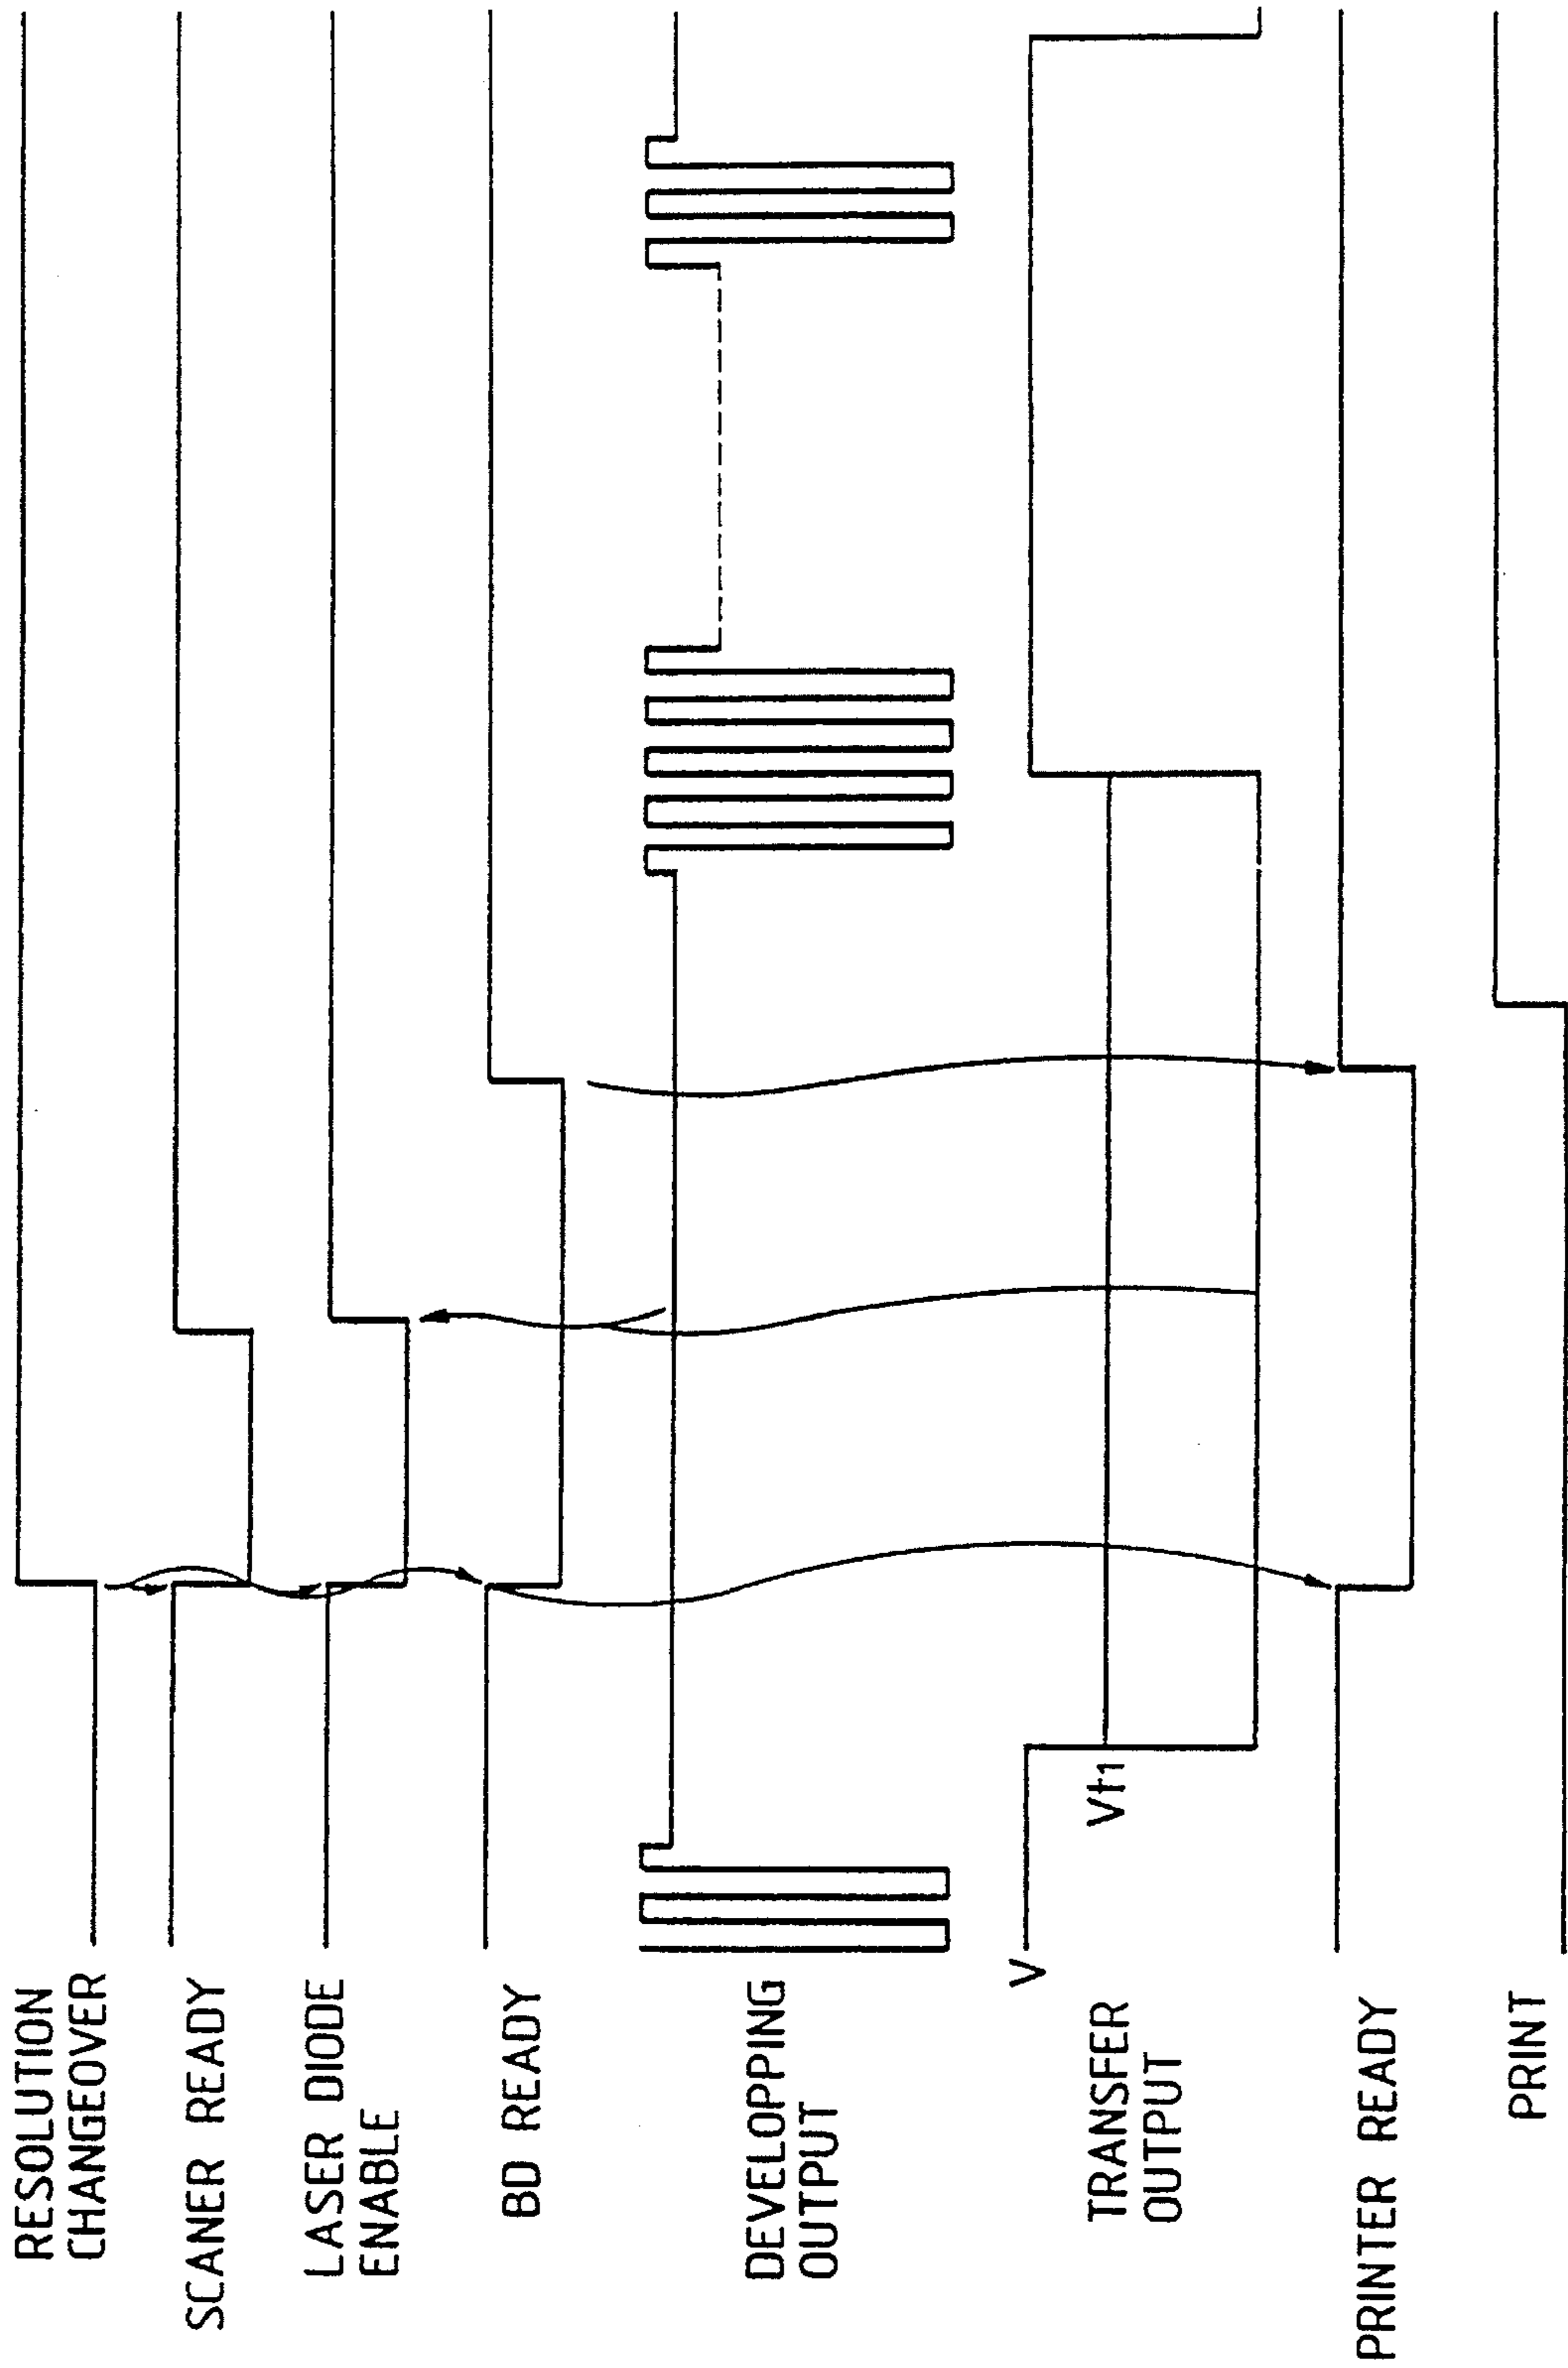 RESOLUTION
CHANGEOVER
SCANER READY
LASER DIODE
ENABLE
BD READY
DEVELOPPING
OUTPUT
V
Vt1
TRANSFER
OUTPUT
PRINTER READY
PRINT